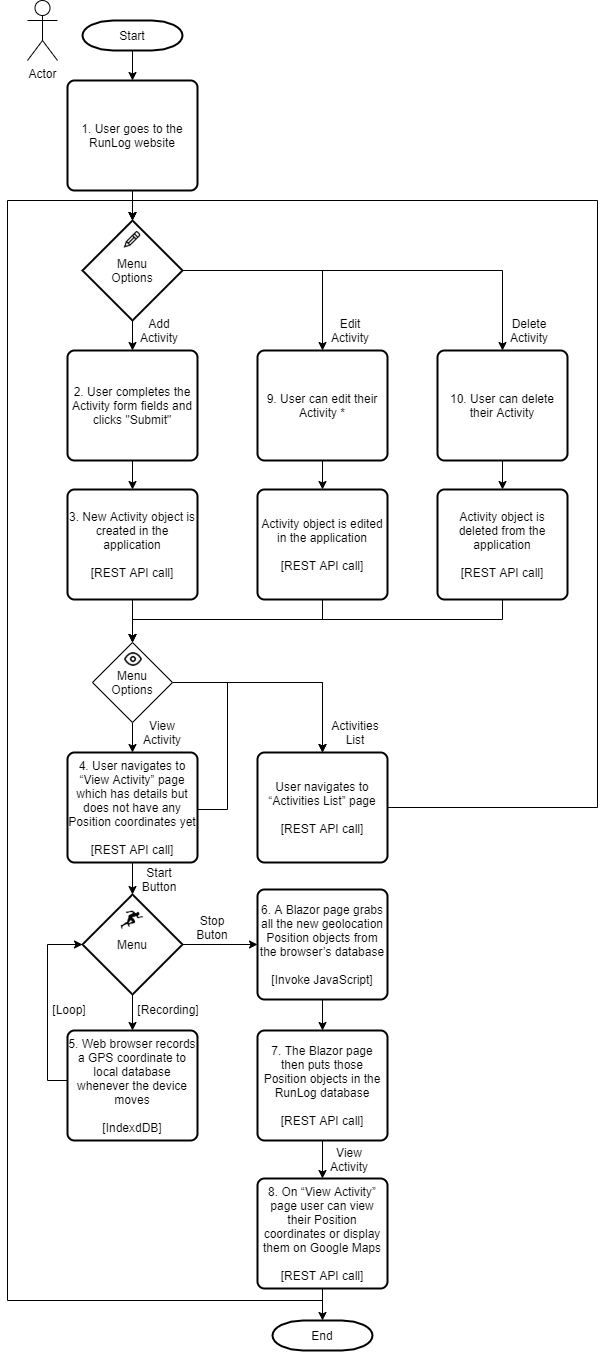 Start
Actor
1. User goes to the
RunLog website
Menu
Options
Add
Activity
Edit
Activity
Delete
Activity
2. User completes the
Activity form fields and
clicks "Submit"
9. User can edit their
Activity *
10. User can delete
their Activity
3. New Activity object is
created in the
application
[REST API call]
Activity object is edited
in the application
[REST API call]
Activity object is
deleted from the
application
[REST API call]
Menu
Options
View
Activity
Activities
List
4. User navigates to
“View Activity” page
which has details but
does not have any
Position coordinates yet
[REST API call]
User navigates to
“Activities List” page
[REST API call]
Start
Button
Menu
Stop
Buton
6. A Blazor page grabs
all the new geolocation
Position objects from
the browser’s database
[Invoke JavaScript]
[Loop]
[Recording]
5. Web browser records
a GPS coordinate to
local database
whenever the device
moves
[IndexdDB]
7. The Blazor page
then puts those
Position objects in the
RunLog database
[REST API call]
View
Activity
8. On “View Activity”
page user can view
their Position
coordinates or display
them on Google Maps
[REST API call]
End